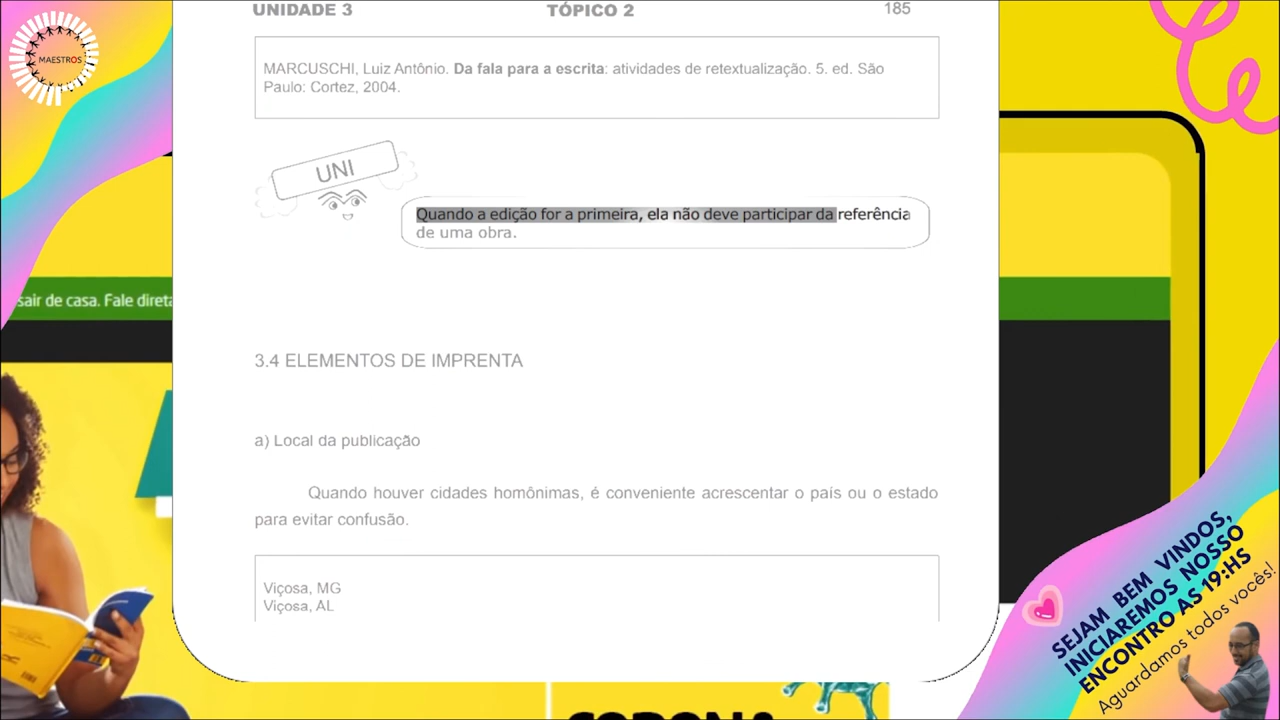 MAESTROS
UNIDADE 3 TÓPICO 2 185
MARCUSCHI, Luiz Antônio. Da fala para a escrita: atividades de retextualização. 5. ed. São
Paulo: Cortez, 2004.
UNI
Quando a edição for a primeira, ela não deve participar da referência
de uma obra.
sair de casa. Fale direta
3.4 ELEMENTOS DE IMPRENTA
a) Local da publicação
Quando houver cidades homônimas, é conveniente acrescentar o país ou o estado
para evitar confusão.
Viçosa, MG
Viçosa, AL
SEJAM BEM VINDOS,
INICIAREMOS NOSSO
ENCONTRO AS 19:HS
Aguardamos todos vocês!
CORONA